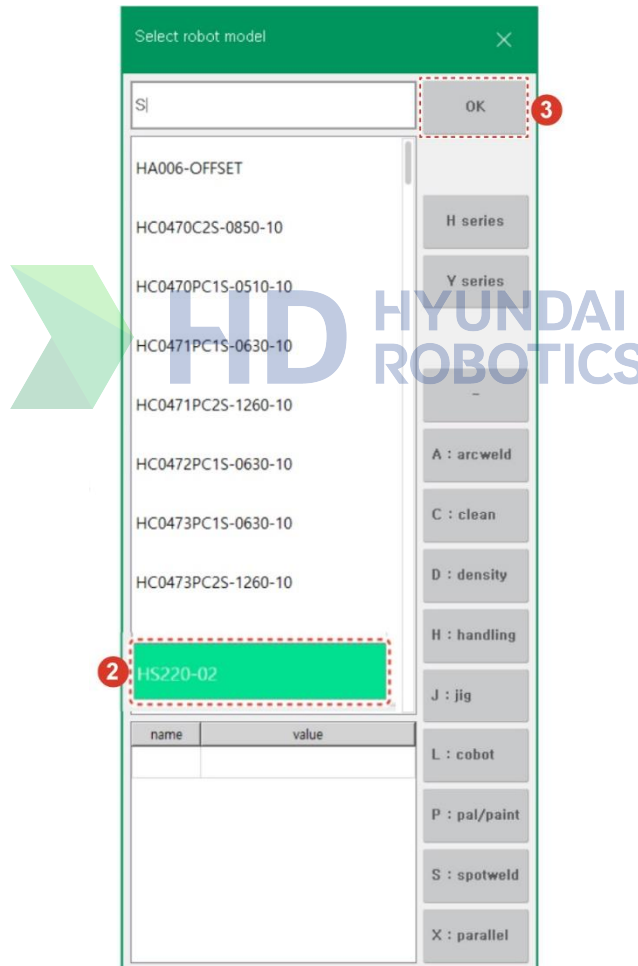 Select robot model
S
OK
3
HA006-OFFSET
HC0470C2S-0850-10
HC0470PC1S-0510-10
HC0471PC1S-0630-10
HC0471PC2S-1260-10
HC0472PC1S-0630-10
HC0473PC1S-0630-10
HC0473PC2S-1260-10
2
HS220-02
name value
H series
Y series
-
A : arcweld
C : clean
D : density
H : handling
J : jig
L : cobot
P : pal/paint
S : spotweld
X : parallel
HD HYUNDAI
ROBOTICS